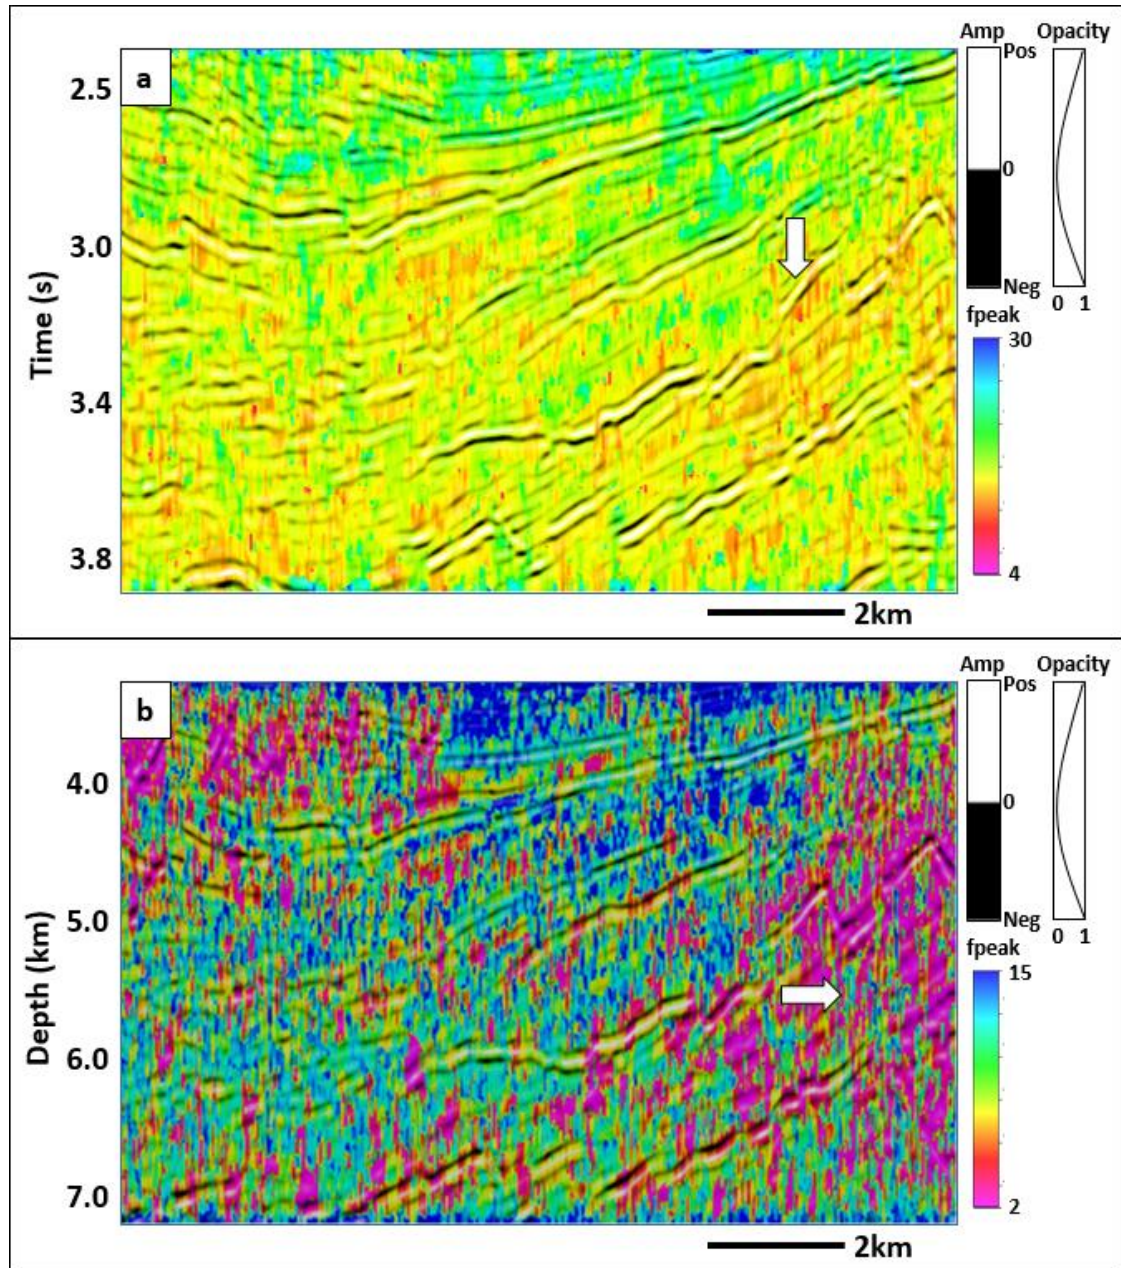 a
2.5
3.0
3.4
3.8
Time (s)
2km
Amp
Pos
0
Neg
Opacity
0 1
fpeak
30
4
b
4.0
5.0
6.0
7.0
Depth (km)
2km
Amp
Pos
0
Neg
Opacity
0 1
fpeak
15
2